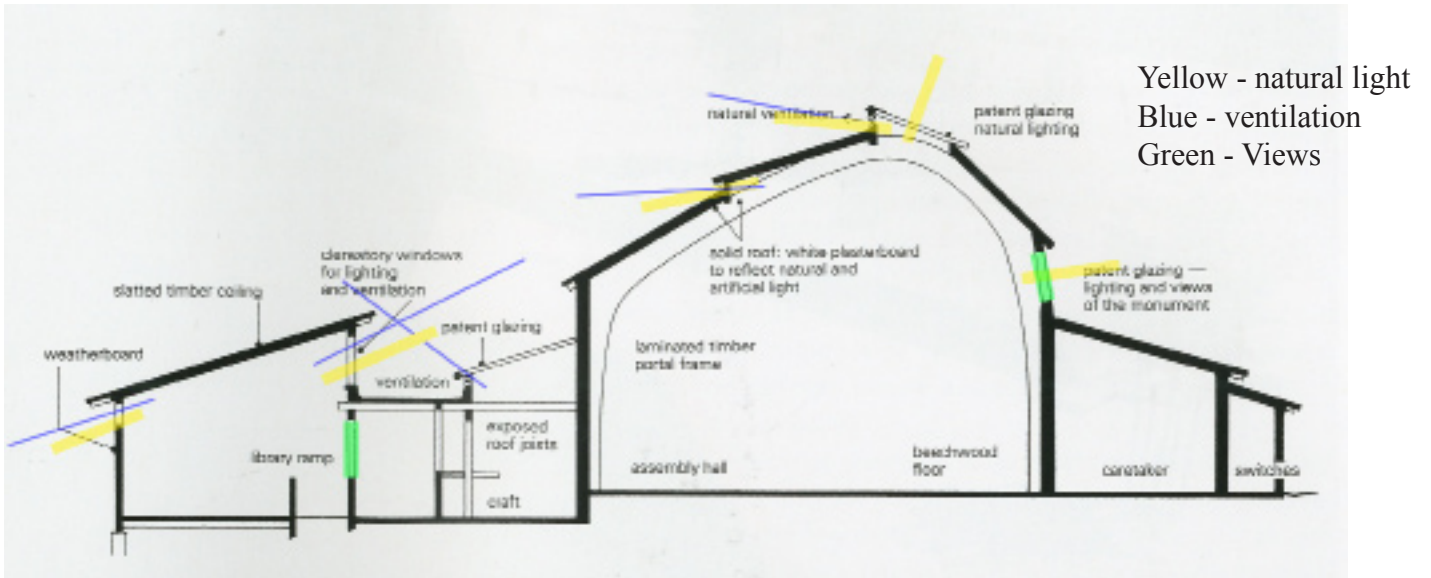 Yellow - natural light
Blue - ventilation
Green - Views
natural ventilation
patent glazing
natural lighting
clerestory windows
for lighting
and ventilation
slatted timber ceiling
solid roof: white plasterboard
to reflect natural and
artificial light
patent glazing —
lighting and views
of the monument
patent glazing
weatherboard
laminated timber
portal frame
ventilation
exposed
roof joists
library ramp
assembly hall
beechwood
floor
caretaker
switches
craft